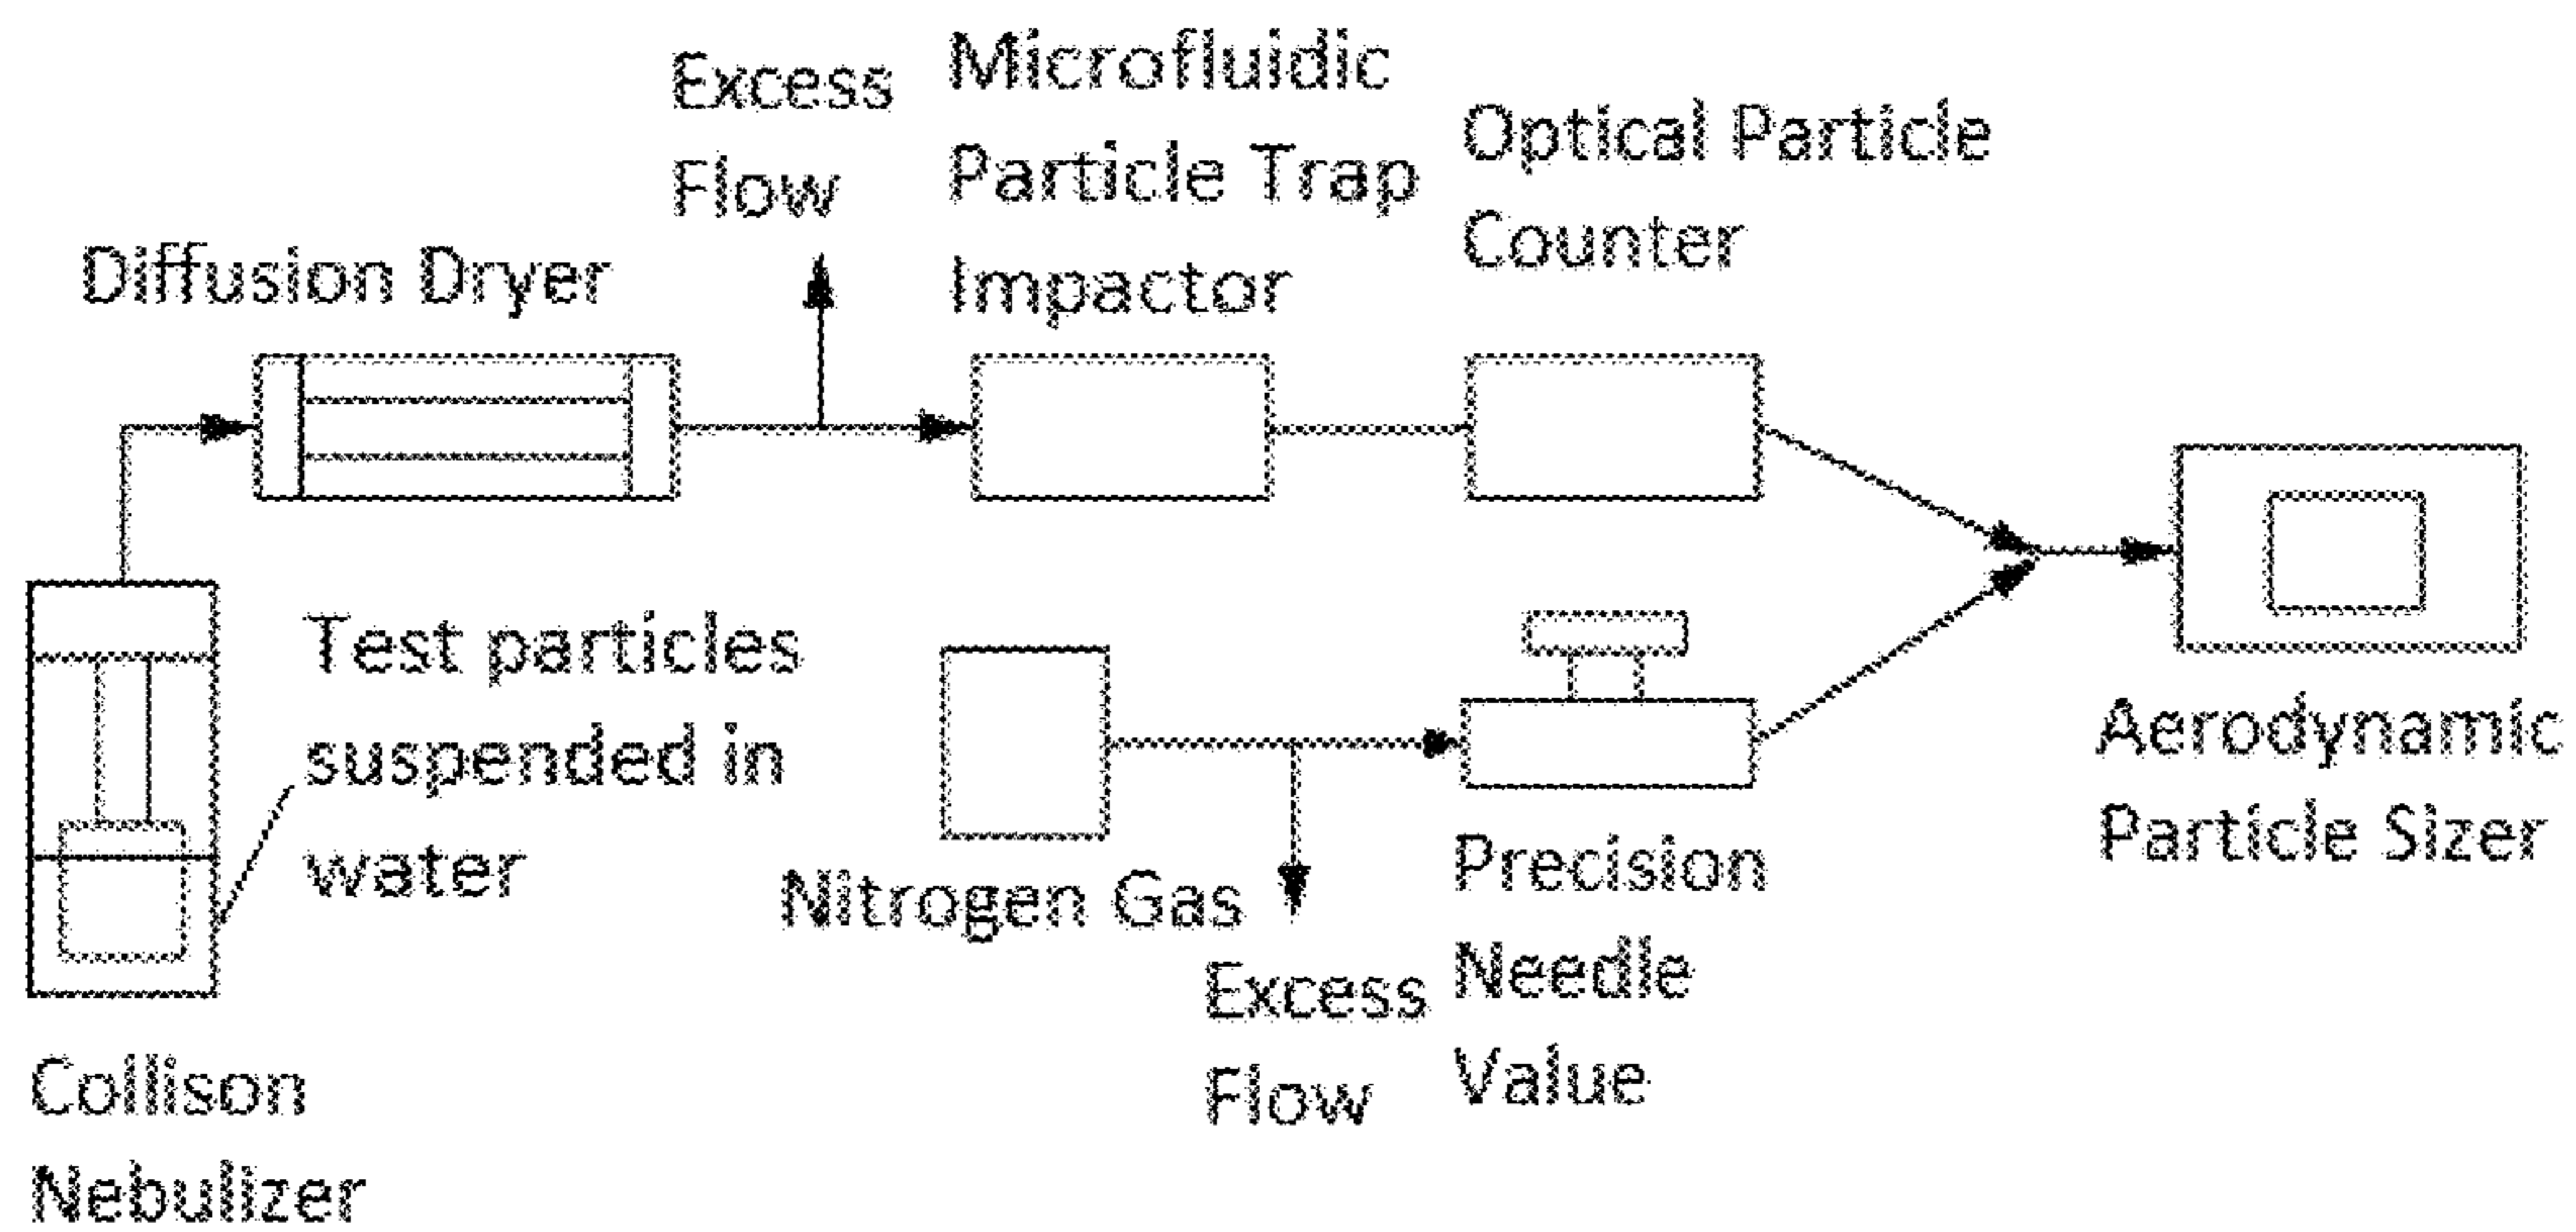 Excess
Flow
Microfluidic
Particle Trap
Impactor
Optical Particle
Counter
Diffusion Dryer
Test particles
suspended in
water
Nitrogen Gas
Excess
Flow
Precision
Needle
Value
Aerodynamic
Particle Sizer
Collison
Nebulizer